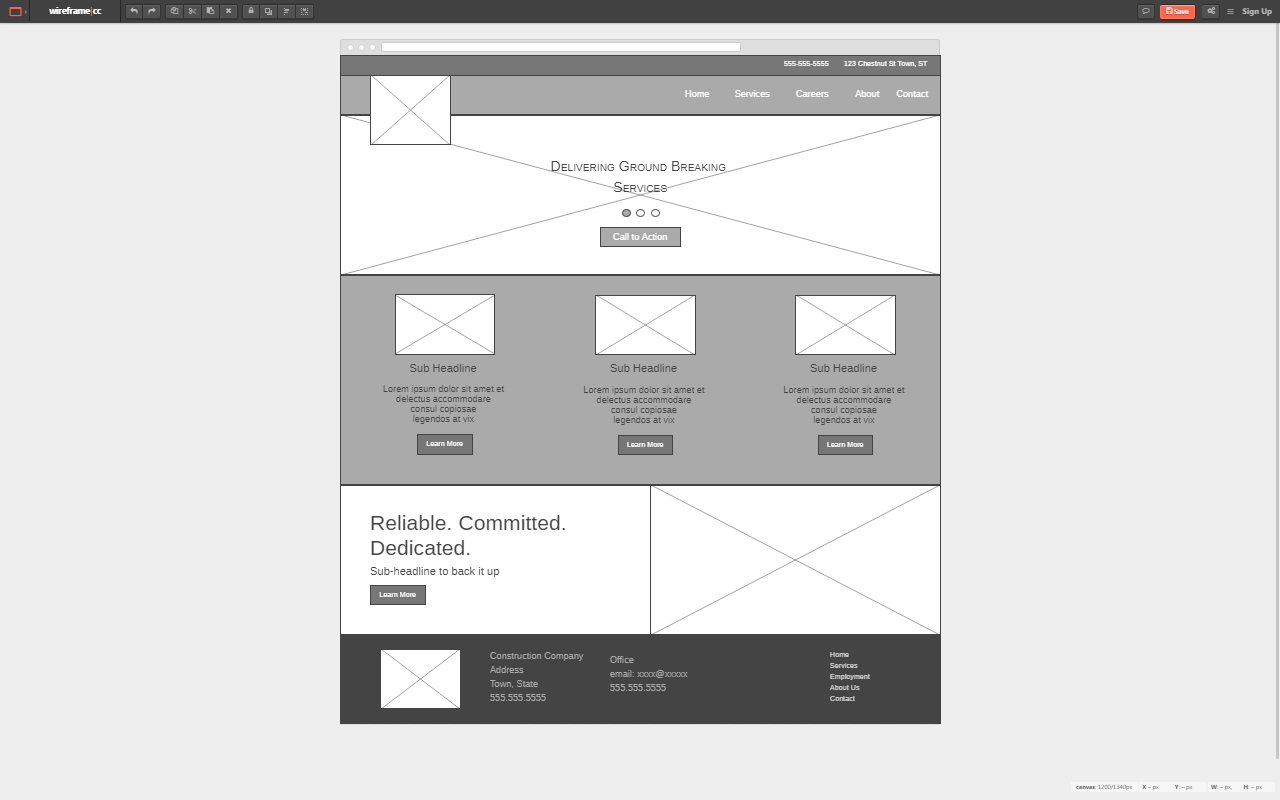 wireframe|cc
Save
Sign Up
555-555-5555
123 Chestnut St Town, ST
Home
Services
Careers
About
Contact
Delivering Ground Breaking
Services
Call to Action
Sub Headline
Lorem ipsum dolor sit amet et
delectus accommodare
consul copiosae
legendos at vix
Learn More
Sub Headline
Lorem ipsum dolor sit amet et
delectus accommodare
consul copiosae
legendos at vix
Learn More
Sub Headline
Lorem ipsum dolor sit amet et
delectus accommodare
consul copiosae
legendos at vix
Learn More
Reliable. Committed.
Dedicated.
Sub-headline to back it up
Learn More
Construction Company
Address
Town, State
555.555.5555
Office
email: xxxx@xxxxx
555.555.5555
Home
Services
Employment
About Us
Contact
canvas: 1200/1340px X: – px Y: – px W: – px, H: – px